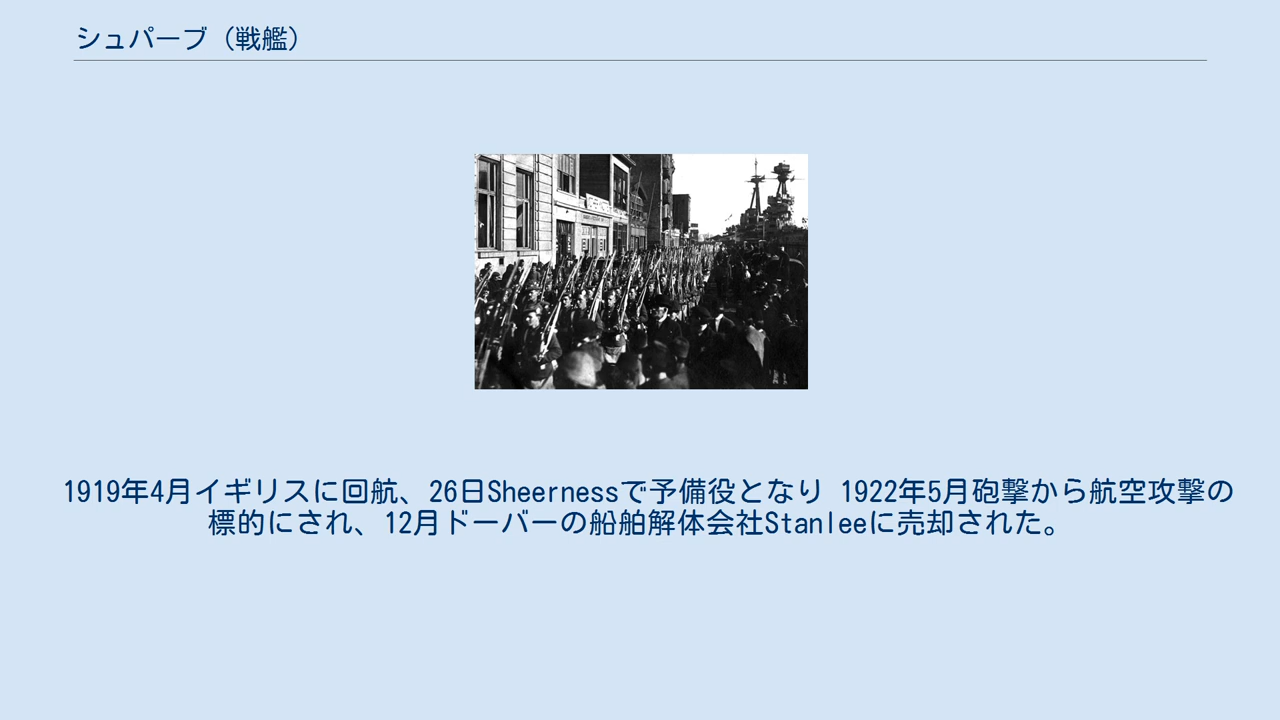 シュパーブ（戦艦）
1919年4月イギリスに回航、26日Sheernessで予備役となり 1922年5月砲撃から航空攻撃の
標的にされ、12月ドーバーの船舶解体会社Stanleeに売却された。